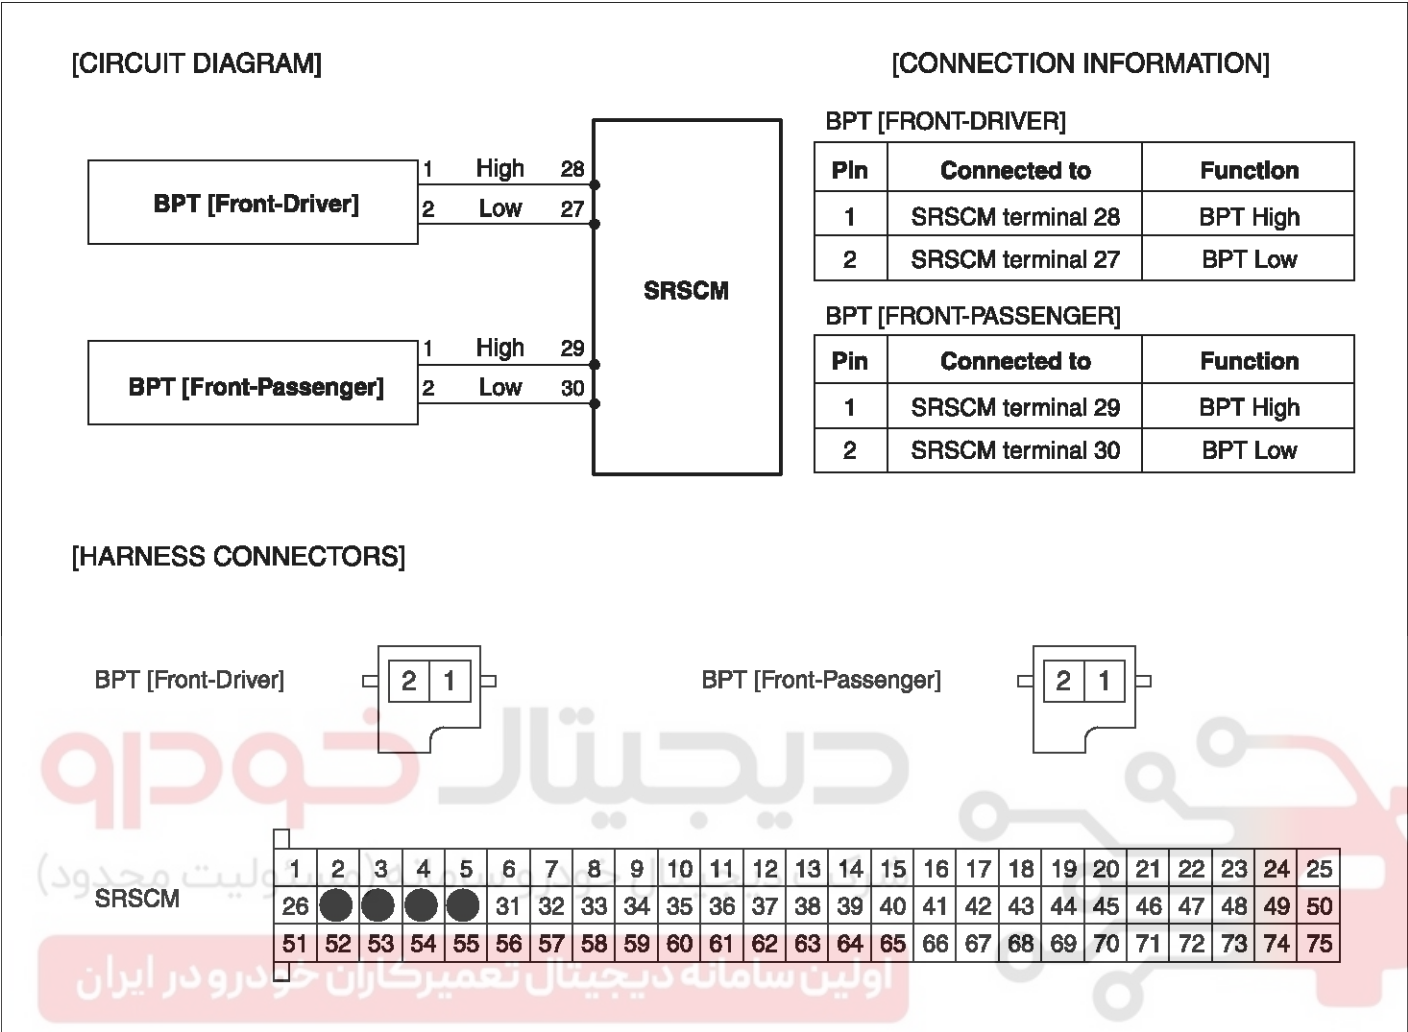 [CIRCUIT DIAGRAM]
BPT [Front-Driver]
1 High 28
2 Low 27
SRSCM
BPT [Front-Passenger]
1 High 29
2 Low 30
[CONNECTION INFORMATION]
BPT [FRONT-DRIVER]
Pin Connected to Function
1 SRSCM terminal 28 BPT High
2 SRSCM terminal 27 BPT Low
BPT [FRONT-PASSENGER]
Pin Connected to Function
1 SRSCM terminal 29 BPT High
2 SRSCM terminal 30 BPT Low
[HARNESS CONNECTORS]
BPT [Front-Driver]
2 1
BPT [Front-Passenger]
2 1
دیجیتال خودرو
شرکت دیجیتال خودرو سامانه (مسئولیت محدود)
SRSCM
1 2 3 4 5 6 7 8 9 10 11 12 13 14 15 16 17 18 19 20 21 22 23 24 25
26 31 32 33 34 35 36 37 38 39 40 41 42 43 44 45 46 47 48 49 50
51 52 53 54 55 56 57 58 59 60 61 62 63 64 65 66 67 68 69 70 71 72 73 74 75
اولین سامانه دیجیتال تعمیرکاران خودرو در ایران